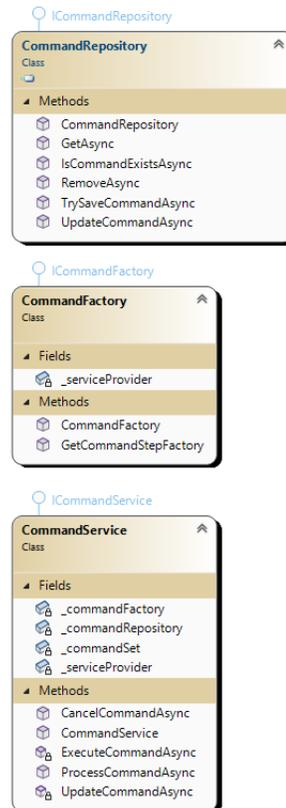 ICommandRepository
CommandRepository
Class
Methods
CommandRepository
GetAsync
IsCommandExistsAsync
RemoveAsync
TrySaveCommandAsync
UpdateCommandAsync
ICommandFactory
CommandFactory
Class
Fields
_serviceProvider
Methods
CommandFactory
GetCommandStepFactory
ICommandService
CommandService
Class
Fields
_commandFactory
_commandRepository
_commandSet
_serviceProvider
Methods
CancelCommandAsync
CommandService
ExecuteCommandAsync
ProcessCommandAsync
UpdateCommandAsync